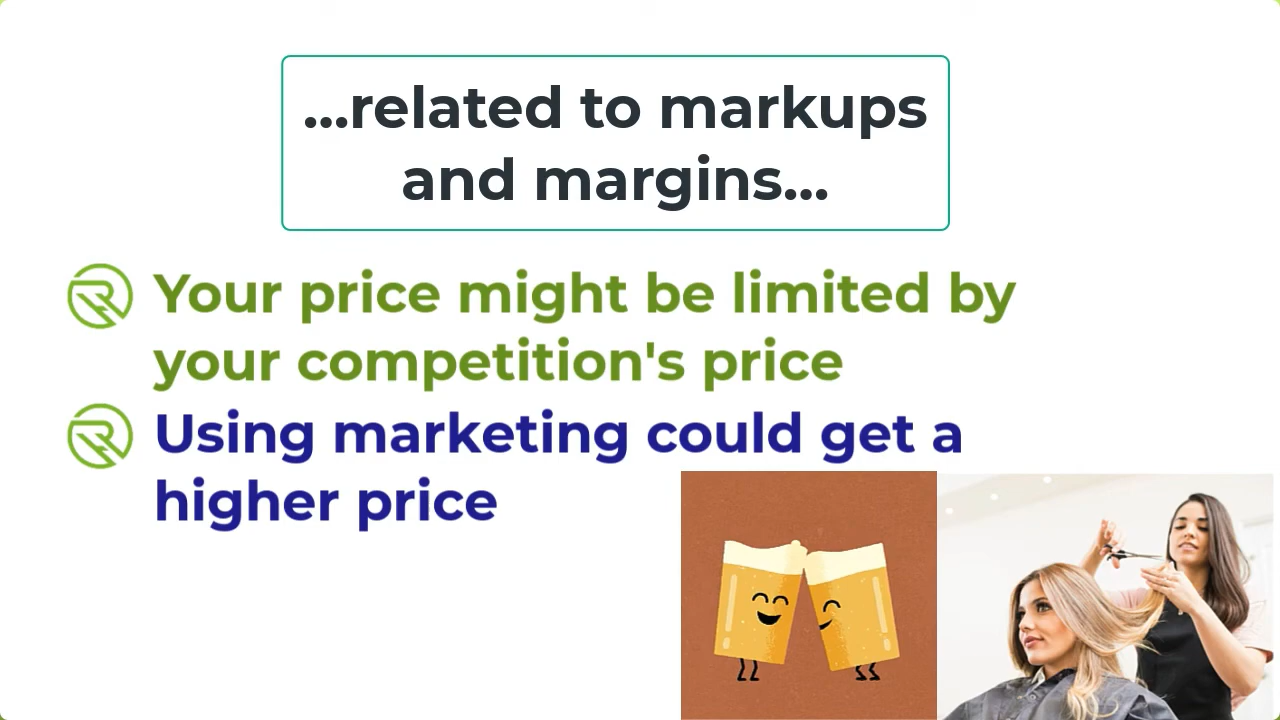 ...related to markups
and margins...
Your price might be limited by
your competition's price
Using marketing could get a
higher price